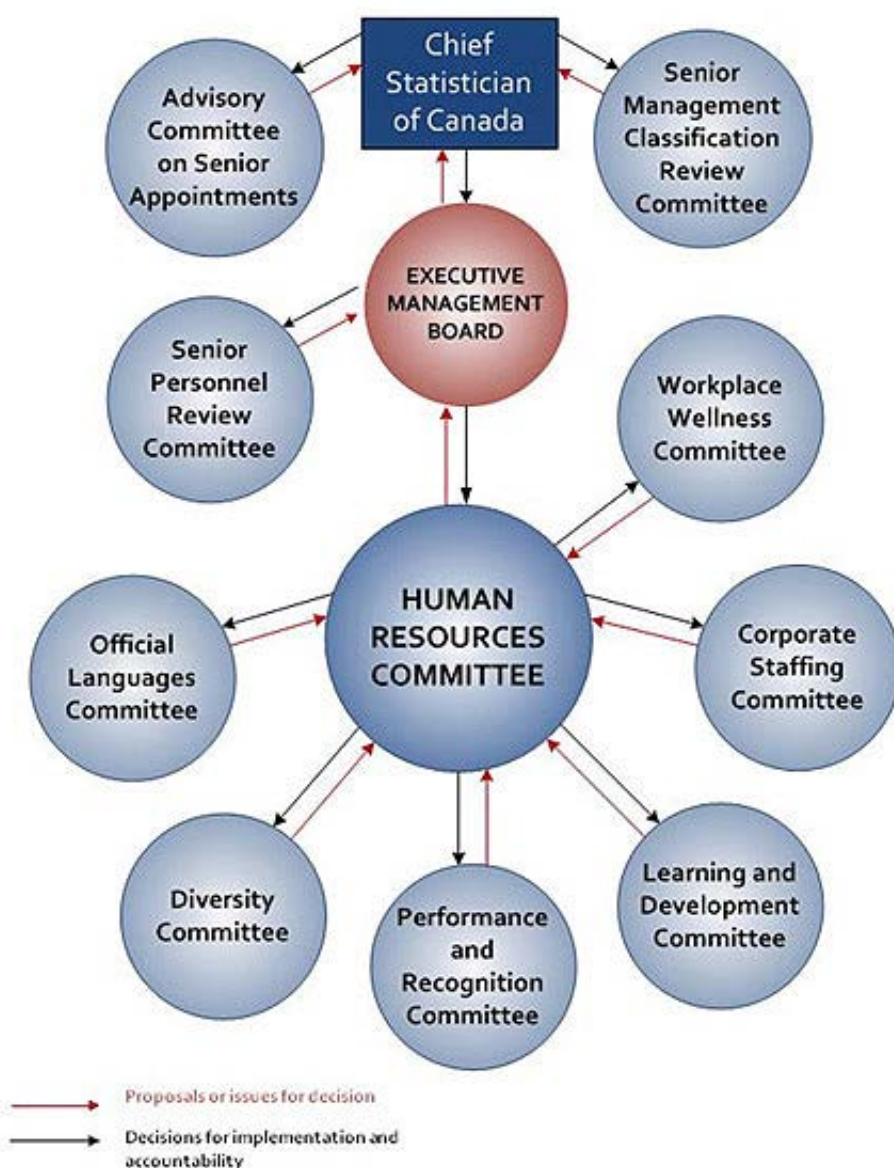 Chief
Statistician
of Canada
Advisory
Committee
on Senior
Appointments
Senior
Management
Classification
Review
Committee
EXECUTIVE
MANAGEMENT
BOARD
Senior
Personnel
Review
Committee
Workplace
Wellness
Committee
HUMAN
RESOURCES
COMMITTEE
Official
Languages
Committee
Corporate
Staffing
Committee
Diversity
Committee
Performance
and
Recognition
Committee
Learning and
Development
Committee
Proposals or issues for decision
Decisions for implementation and
accountability